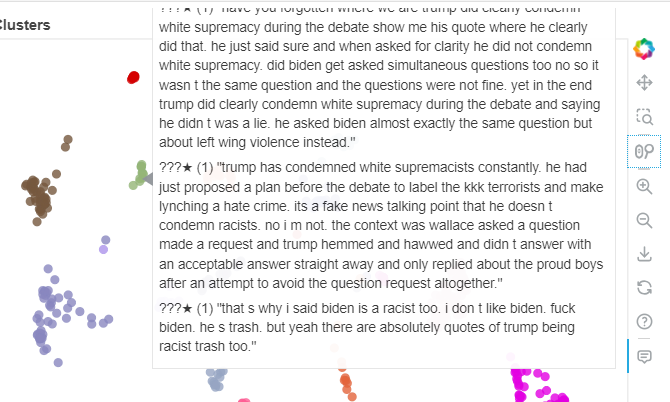 Clusters
???★ (1) "have you forgotten where we are trump did clearly condemn
white supremacy during the debate show me his quote where he clearly
did that. he just said sure and when asked for clarity he did not condemn
white supremacy. did biden get asked simultaneous questions too no so it
wasn t the same question and the questions were not fine. yet in the end
trump did clearly condemn white supremacy during the debate and saying
he didn t was a lie. he asked biden almost exactly the same question but
about left wing violence instead."
???★ (1) "trump has condemned white supremacists constantly. he had
just proposed a plan before the debate to label the kkk terrorists and make
lynching a hate crime. its a fake news talking point that he doesn t
condemn racists. no i m not. the context was wallace asked a question
made a request and trump hemmed and hawwed and didn t answer with
an acceptable answer straight away and only replied about the proud boys
after an attempt to avoid the question request altogether."
???★ (1) "that s why i said biden is a racist too. i don t like biden. fuck
biden. he s trash. but yeah there are absolutely quotes of trump being
racist trash too."